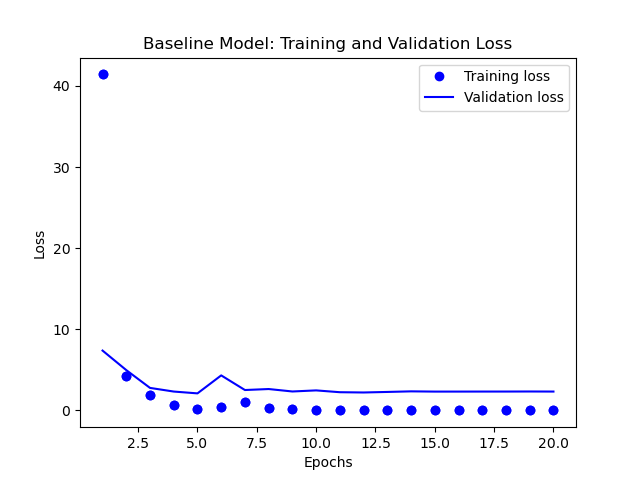 Baseline Model: Training and Validation Loss
Training loss
Validation loss
Loss
40
30
20
10
0
2.5 5.0 7.5 10.0 12.5 15.0 17.5 20.0
Epochs